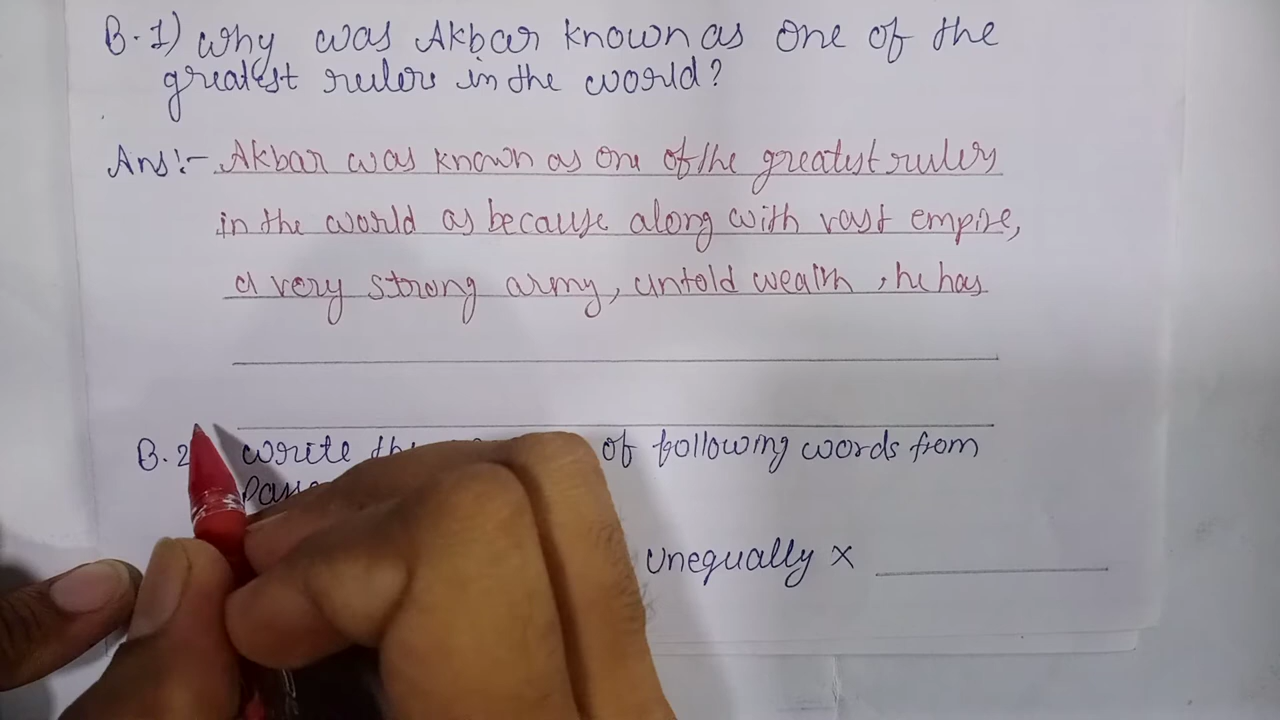 B.1) Why was Akbar known as one of the
greatest rulers in the world?
Ans:- Akbar was known as one of the greatest rulers
in the world as because along with vast empire,
a very strong army, untold wealth, he has
B.2 write of following words from
Unequally x